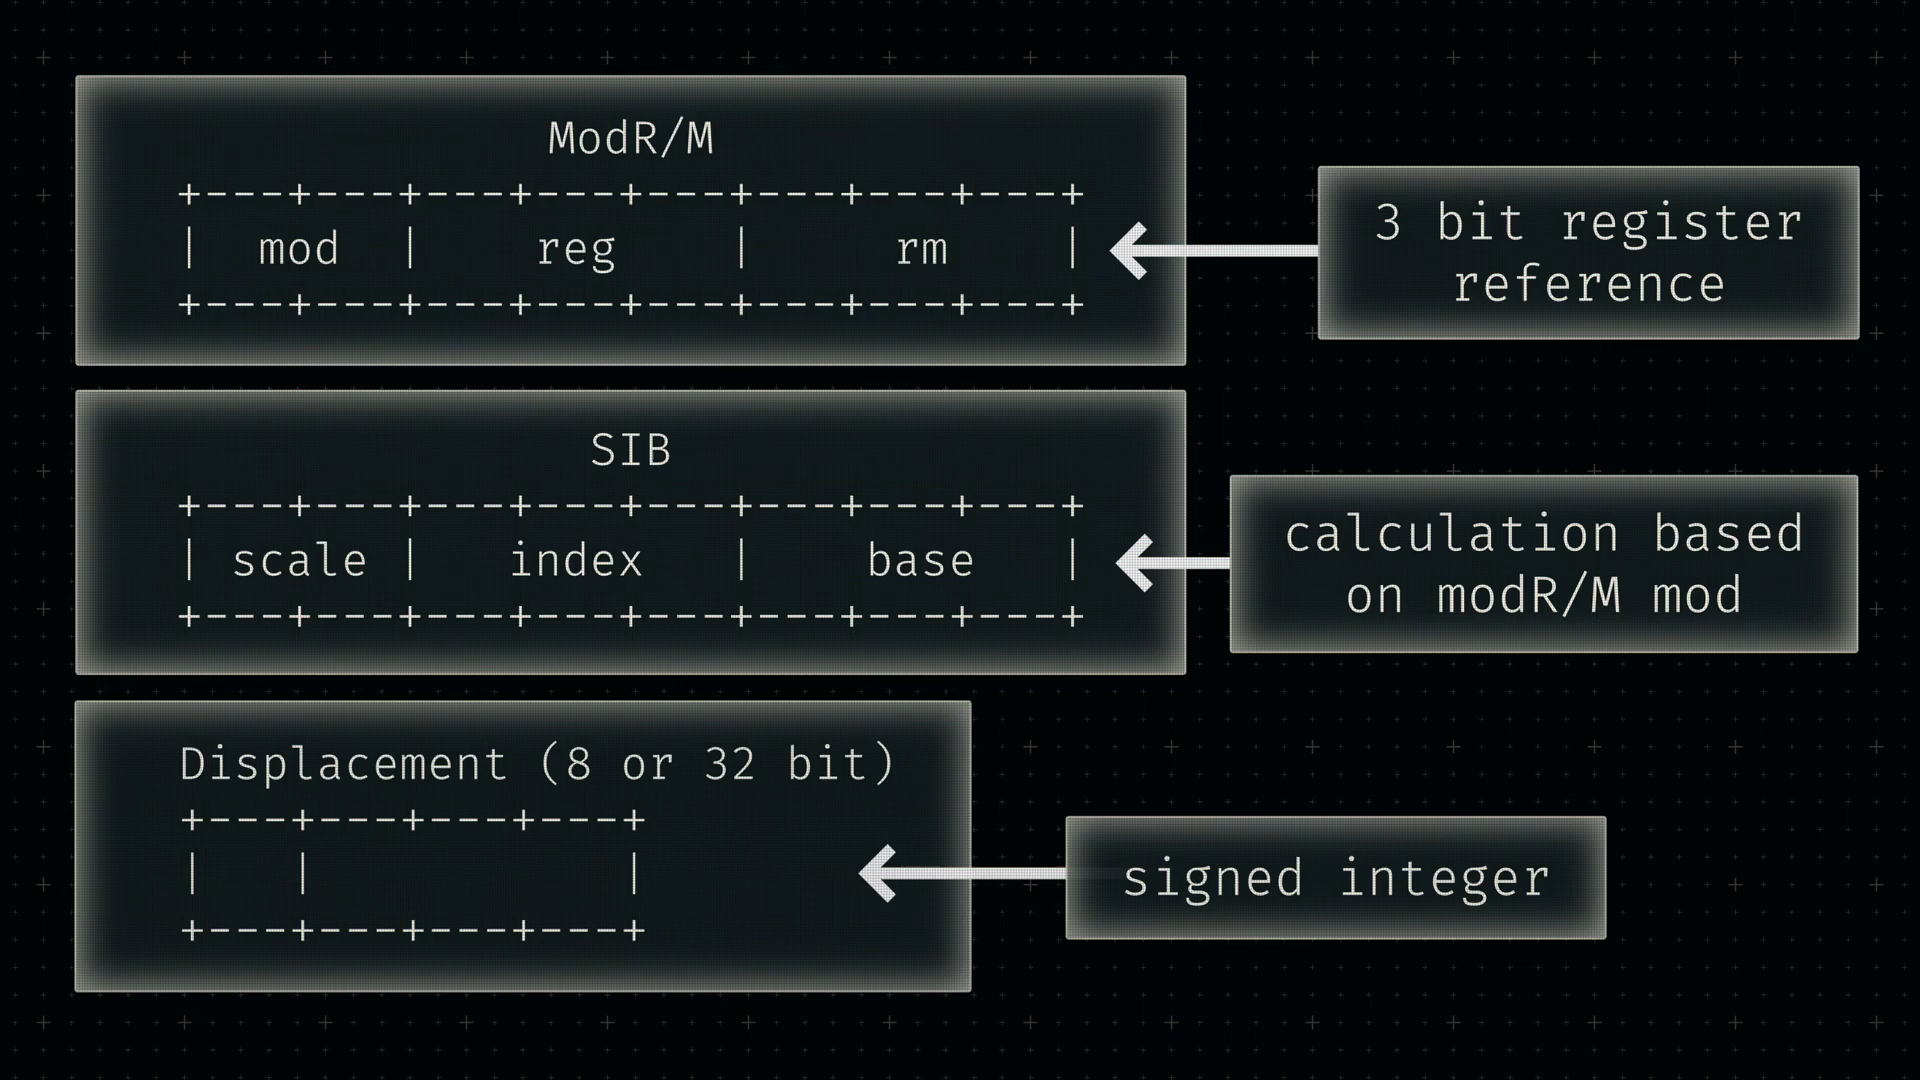 ModR/M
+---+---+---+---+---+---+---+---+
| mod | reg | rm |
+---+---+---+---+---+---+---+---+
3 bit register
reference
SIB
+---+---+---+---+---+---+---+---+
| scale | index | base |
+---+---+---+---+---+---+---+---+
calculation based
on modR/M mod
Displacement (8 or 32 bit)
+---+---+---+---+
| | |
+---+---+---+---+
signed integer